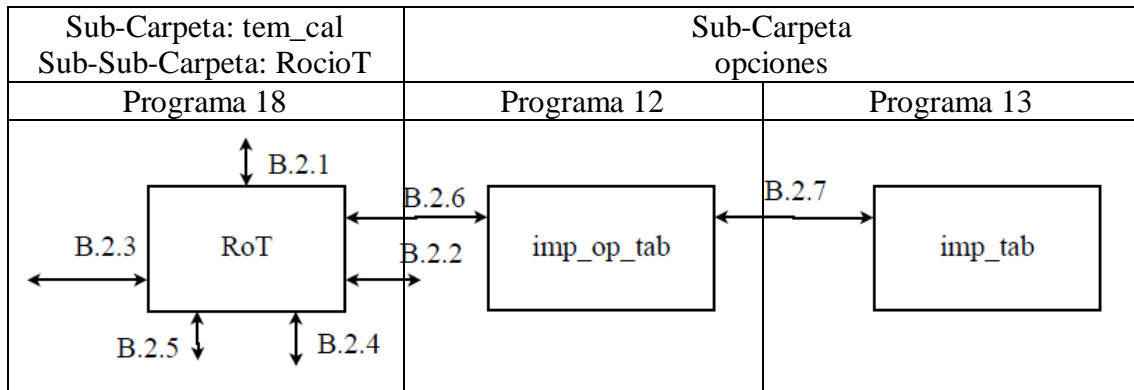 Sub-Carpeta: tem_cal
Sub-Sub-Carpeta: RocioT
Sub-Carpeta
opciones
Programa 18
Programa 12
Programa 13
B.2.1
B.2.6
B.2.7
B.2.3
RoT
B.2.2
imp_op_tab
imp_tab
B.2.5
B.2.4